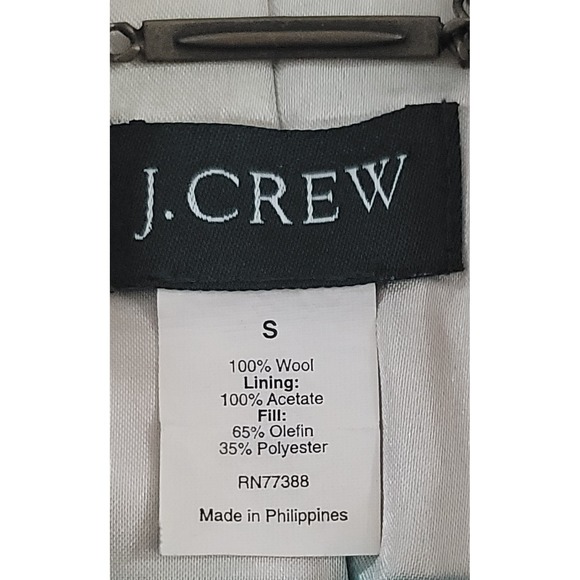 J.CREW
S
100% Wool
Lining:
100% Acetate
Fill:
65% Olefin
35% Polyester
RN77388
Made in Philippines